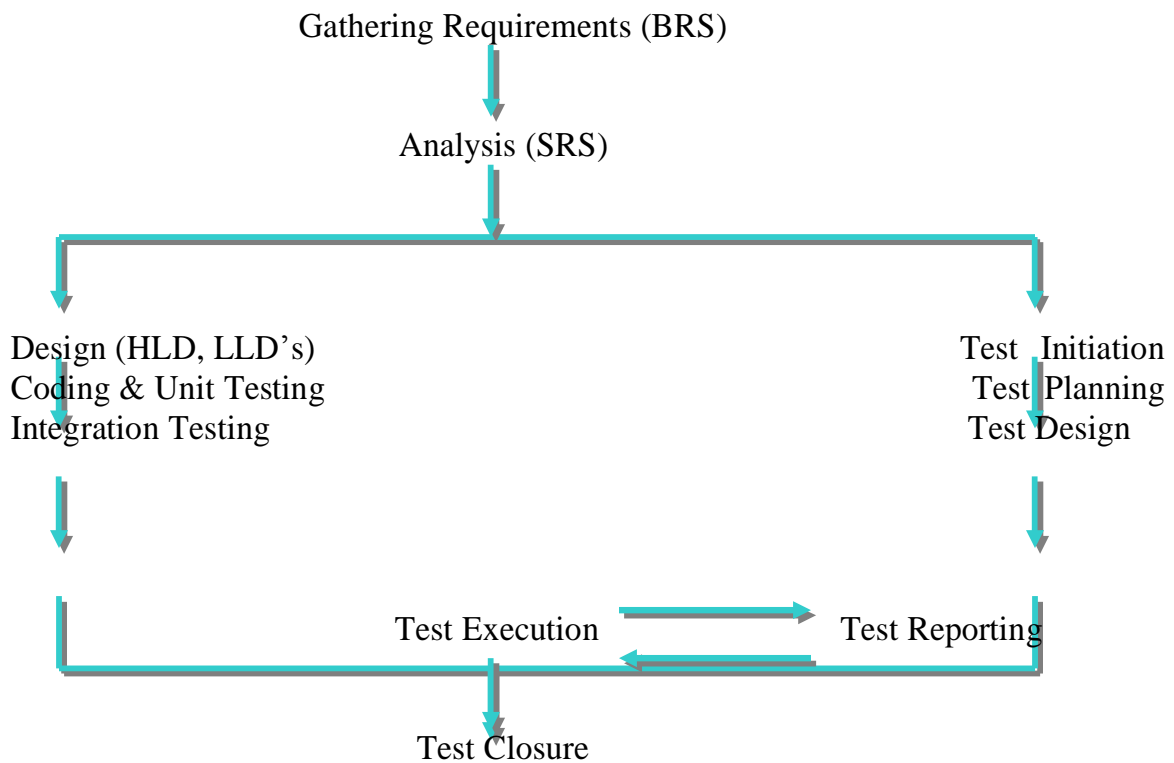 Gathering Requirements (BRS)
Analysis (SRS)
Design (HLD, LLD’s)
Coding & Unit Testing
Integration Testing
Test Initiation
Test Planning
Test Design
Test Execution
Test Reporting
Test Closure